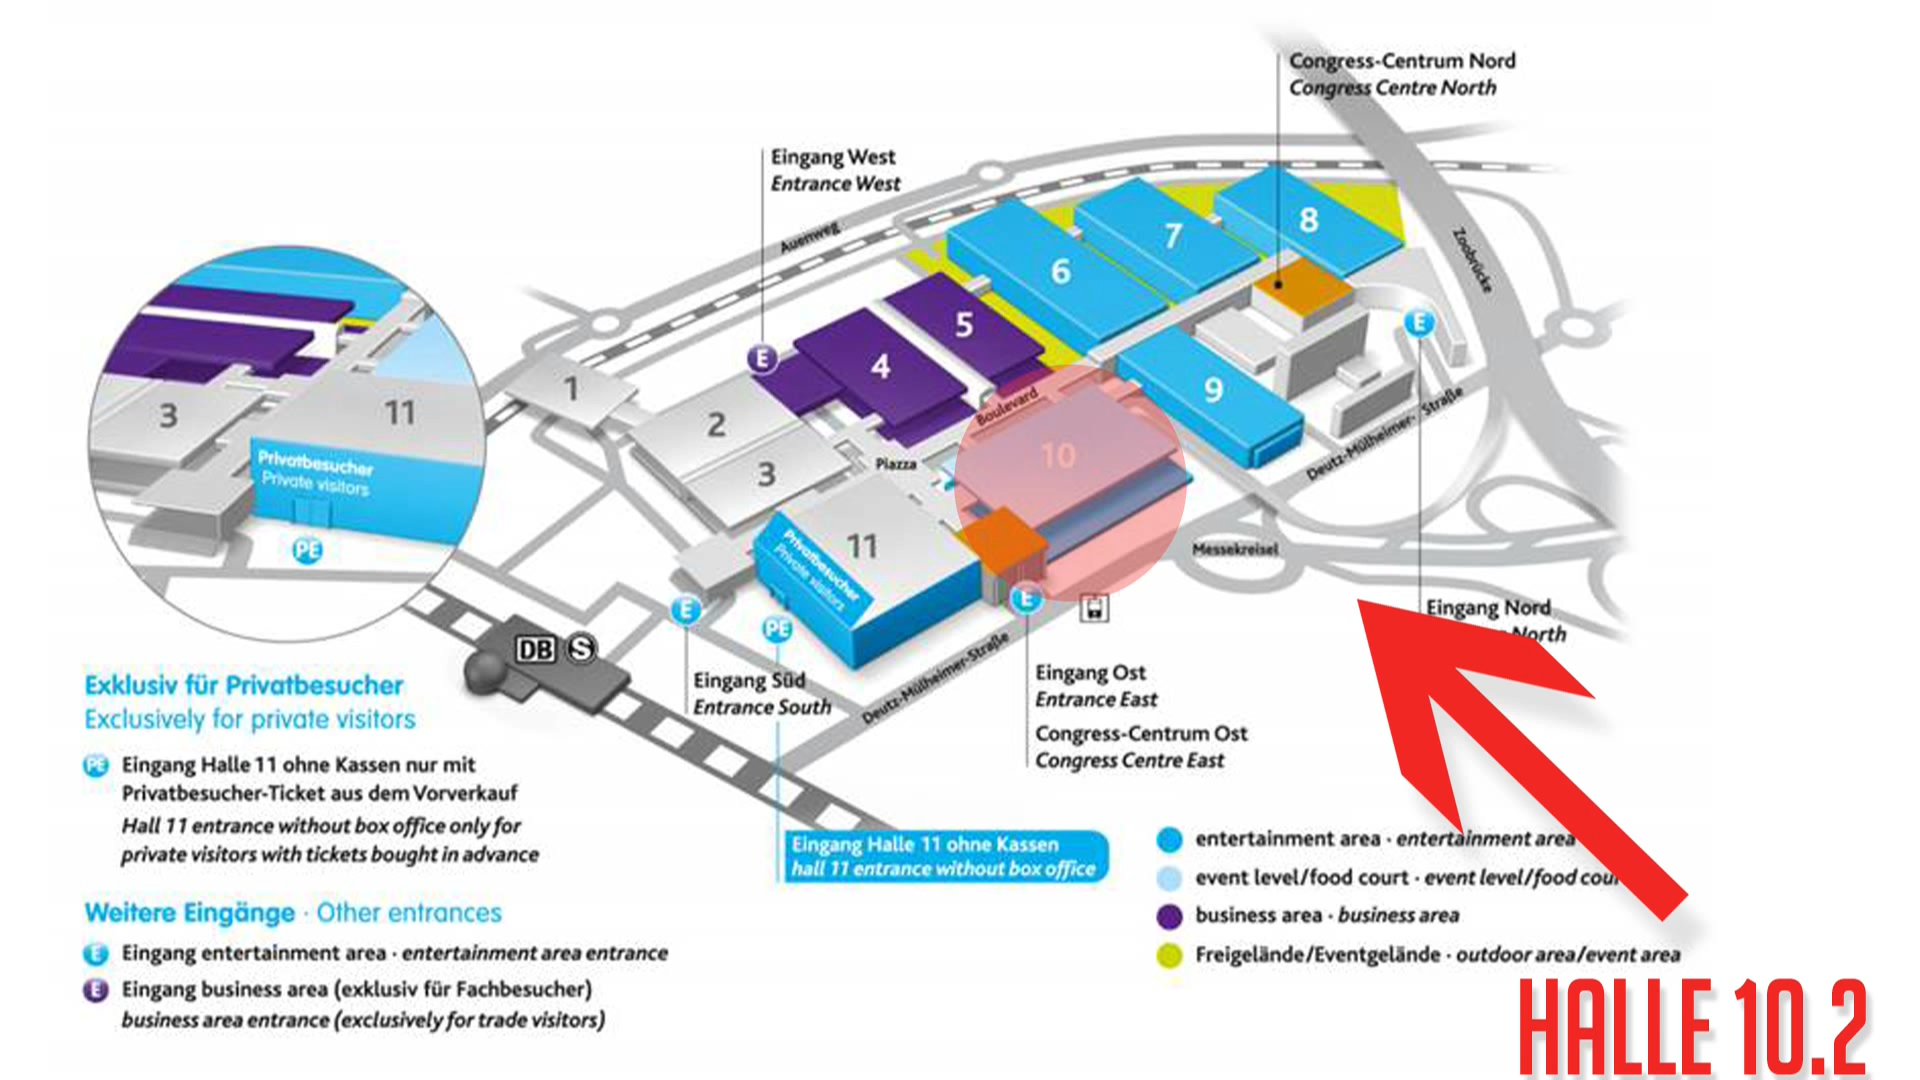 Congress-Centrum Nord
Congress Centre North
Eingang West
Entrance West
Auenweg
Zoobrücke
8
7
6
5
4
9
E
E
1
2
3
Boulevard
10
Piazza
11
Privatbesucher
Private visitors
Deutz-Mülheimer-Straße
Messekreisel
3
11
Privatbesucher
Private visitors
PE
E
PE
E
DB
S
Eingang Süd
Entrance South
Deutz-Mülheimer-Straße
Eingang Ost
Entrance East
Congress-Centrum Ost
Congress Centre East
Eingang Nord
North
Exklusiv für Privatbesucher
Exclusively for private visitors
PE Eingang Halle 11 ohne Kassen nur mit
Privatbesucher-Ticket aus dem Vorverkauf
Hall 11 entrance without box office only for
private visitors with tickets bought in advance
Eingang Halle 11 ohne Kassen
hall 11 entrance without box office
Weitere Eingänge · Other entrances
E Eingang entertainment area · entertainment area entrance
E Eingang business area (exklusiv für Fachbesucher)
business area entrance (exclusively for trade visitors)
entertainment area · entertainment area
event level/food court · event level/food cour
business area · business area
Freigelände/Eventgelände · outdoor area/event area
HALLE 10.2